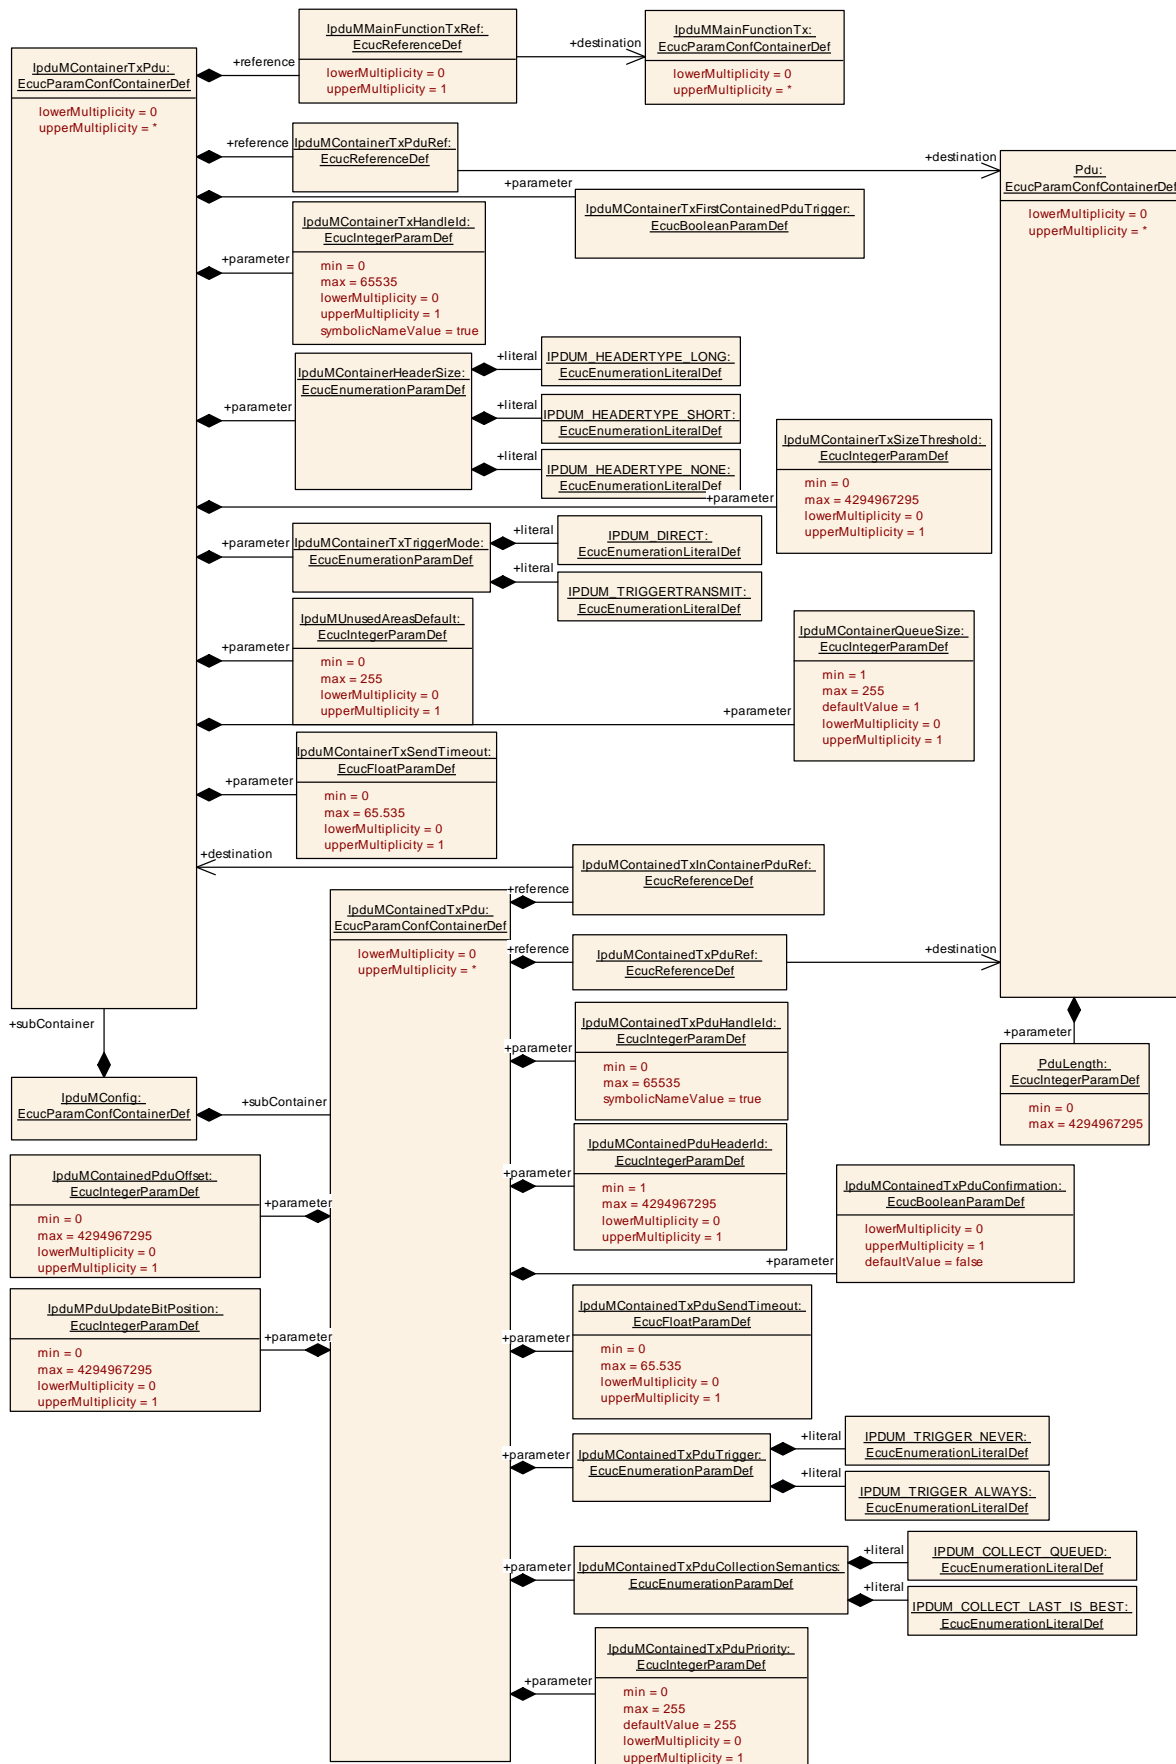 IpduMContainerTxPdu:
EcucParamConfContainerDef
lowerMultiplicity = 0
upperMultiplicity = *
+reference
IpduMMainFunctionTxRef:
EcucReferenceDef
lowerMultiplicity = 0
upperMultiplicity = 1
+destination
IpduMMainFunctionTx:
EcucParamConfContainerDef
lowerMultiplicity = 0
upperMultiplicity = *
+reference
IpduMContainerTxPduRef:
EcucReferenceDef
+destination
Pdu:
EcucParamConfContainerDef
lowerMultiplicity = 0
upperMultiplicity = *
+parameter
IpduMContainerTxFirstContainedPduTrigger:
EcucBooleanParamDef
+parameter
IpduMContainerTxHandleId:
EcucIntegerParamDef
min = 0
max = 65535
lowerMultiplicity = 0
upperMultiplicity = 1
symbolicNameValue = true
+parameter
IpduMContainerHeaderSize:
EcucEnumerationParamDef
+literal
IPDUM_HEADERTYPE_LONG:
EcucEnumerationLiteralDef
+literal
IPDUM_HEADERTYPE_SHORT:
EcucEnumerationLiteralDef
+literal
IPDUM_HEADERTYPE_NONE:
EcucEnumerationLiteralDef
+parameter
IpduMContainerTxSizeThreshold:
EcucIntegerParamDef
min = 0
max = 4294967295
lowerMultiplicity = 0
upperMultiplicity = 1
+parameter
IpduMContainerTxTriggerMode:
EcucEnumerationParamDef
+literal
IPDUM_DIRECT:
EcucEnumerationLiteralDef
+literal
IPDUM_TRIGGERTRANSMIT:
EcucEnumerationLiteralDef
+parameter
IpduMUnusedAreasDefault:
EcucIntegerParamDef
min = 0
max = 255
lowerMultiplicity = 0
upperMultiplicity = 1
+parameter
IpduMContainerQueueSize:
EcucIntegerParamDef
min = 1
max = 255
defaultValue = 1
lowerMultiplicity = 0
upperMultiplicity = 1
+parameter
IpduMContainerTxSendTimeout:
EcucFloatParamDef
min = 0
max = 65.535
lowerMultiplicity = 0
upperMultiplicity = 1
+destination
IpduMContainedTxInContainerPduRef:
EcucReferenceDef
+reference
IpduMContainedTxPdu:
EcucParamConfContainerDef
lowerMultiplicity = 0
upperMultiplicity = *
+reference
IpduMContainedTxPduRef:
EcucReferenceDef
+destination
+subContainer
IpduMConfig:
EcucParamConfContainerDef
+subContainer
+parameter
IpduMContainedTxPduHandleId:
EcucIntegerParamDef
min = 0
max = 65535
symbolicNameValue = true
+parameter
PduLength:
EcucIntegerParamDef
min = 0
max = 4294967295
+parameter
IpduMContainedPduHeaderId:
EcucIntegerParamDef
min = 1
max = 4294967295
lowerMultiplicity = 0
upperMultiplicity = 1
IpduMContainedPduOffset:
EcucIntegerParamDef
min = 0
max = 4294967295
lowerMultiplicity = 0
upperMultiplicity = 1
+parameter
+parameter
IpduMContainedTxPduConfirmation:
EcucBooleanParamDef
lowerMultiplicity = 0
upperMultiplicity = 1
defaultValue = false
IpduMPduUpdateBitPosition:
EcucIntegerParamDef
min = 0
max = 4294967295
lowerMultiplicity = 0
upperMultiplicity = 1
+parameter
+parameter
IpduMContainedTxPduSendTimeout:
EcucFloatParamDef
min = 0
max = 65.535
lowerMultiplicity = 0
upperMultiplicity = 1
+parameter
IpduMContainedTxPduTrigger:
EcucEnumerationParamDef
+literal
IPDUM_TRIGGER_NEVER:
EcucEnumerationLiteralDef
+literal
IPDUM_TRIGGER_ALWAYS:
EcucEnumerationLiteralDef
+parameter
IpduMContainedTxPduCollectionSemantics:
EcucEnumerationParamDef
+literal
IPDUM_COLLECT_QUEUED:
EcucEnumerationLiteralDef
+literal
IPDUM_COLLECT_LAST_IS_BEST:
EcucEnumerationLiteralDef
+parameter
IpduMContainedTxPduPriority:
EcucIntegerParamDef
min = 0
max = 255
defaultValue = 255
lowerMultiplicity = 0
upperMultiplicity = 1